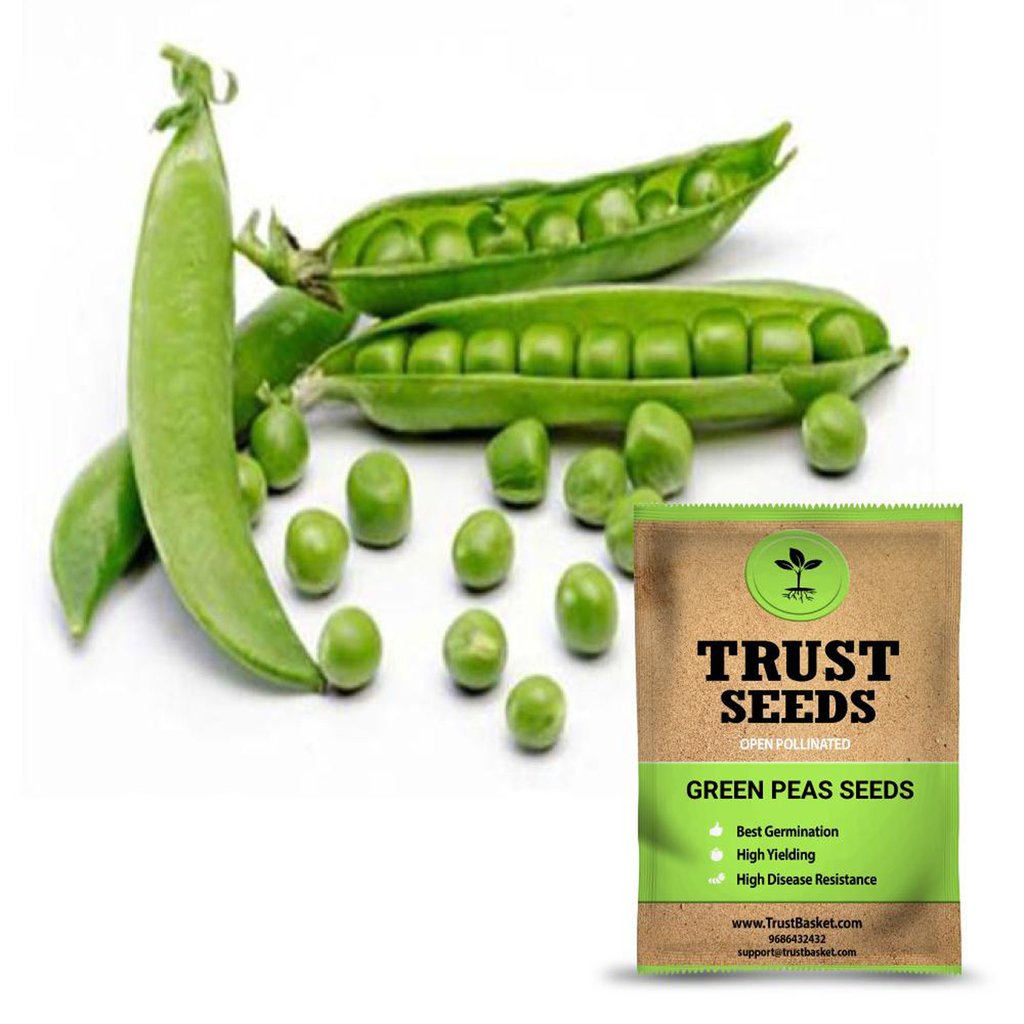 TRUST
SEEDS
OPEN POLLINATED
GREEN PEAS SEEDS
Best Germination
High Yielding
High Disease Resistance
www.TrustBasket.com
9686432432
support@trustbasket.com